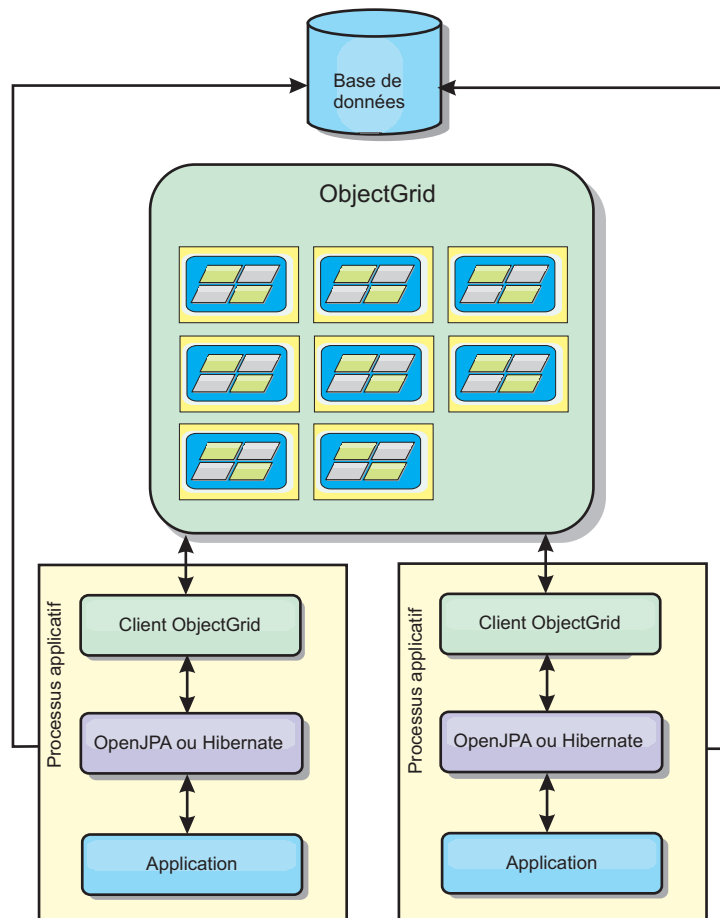 Base de
données
ObjectGrid
Processus applicatif
Client ObjectGrid
OpenJPA ou Hibernate
Application
Processus applicatif
Client ObjectGrid
OpenJPA ou Hibernate
Application